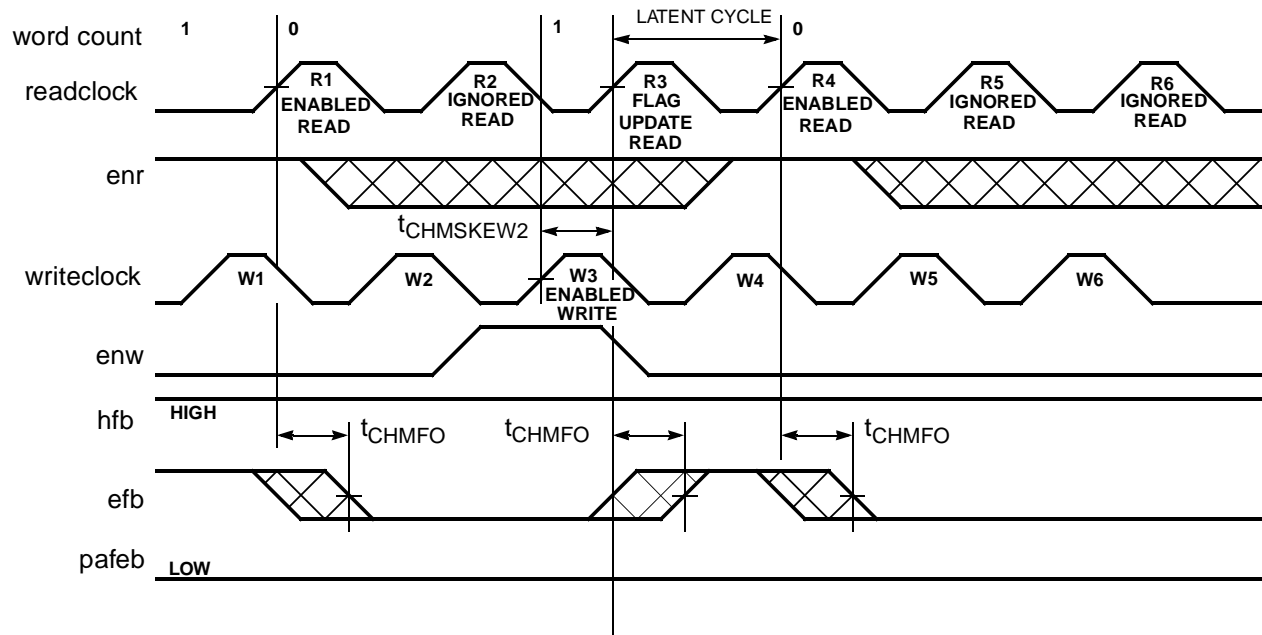 word count 1 0 1 LATENT CYCLE 0
readclock
R1
ENABLED
READ
R2
IGNORED
READ
R3
FLAG
UPDATE
READ
R4
ENABLED
READ
R5
IGNORED
READ
R6
IGNORED
READ
enr
tCHMSKEW2
writeclock
W1
W2
W3
ENABLED
WRITE
W4
W5
W6
enw
hfb HIGH
tCHMFO tCHMFO tCHMFO
efb
pafeb LOW